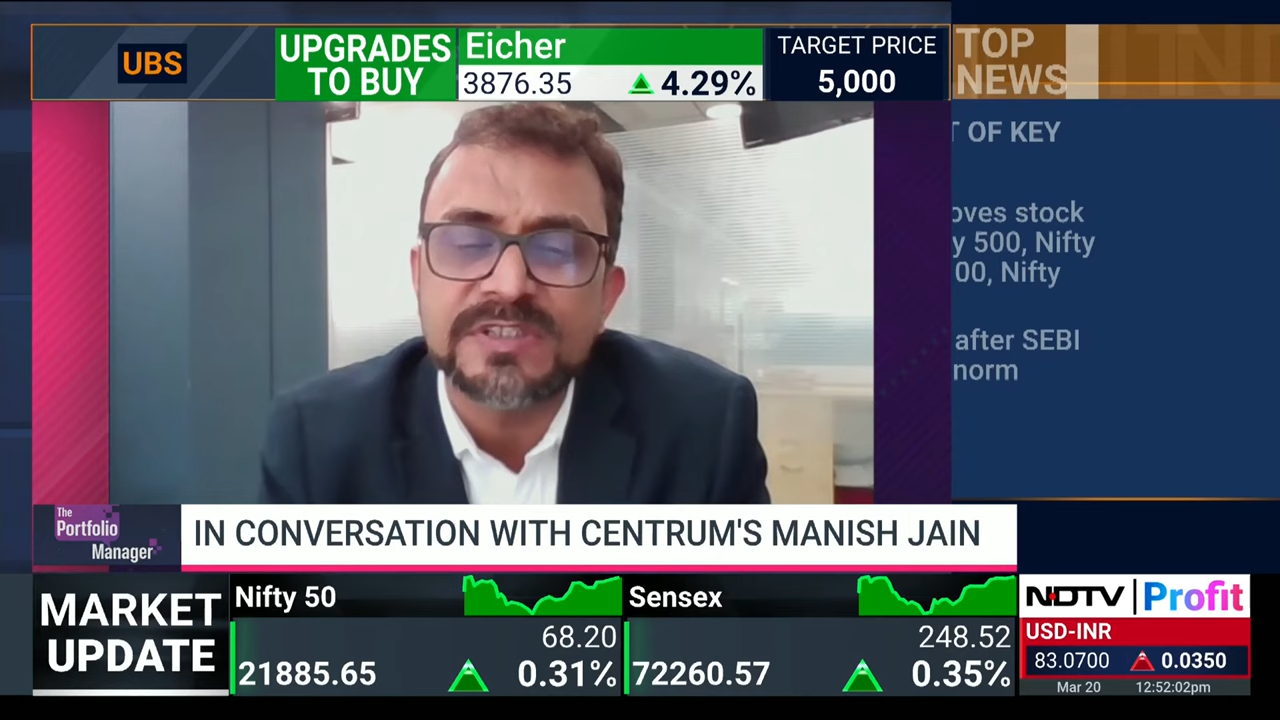 UBS
UPGRADES
TO BUY
Eicher
3876.35 4.29%
TARGET PRICE
5,000
TOP
NEWS
OF KEY
stock
500, Nifty
Nifty
after SEBI
norm
The
Portfolio
Manager
IN CONVERSATION WITH CENTRUM'S MANISH JAIN
MARKET
UPDATE
Nifty 50
68.20
21885.65 0.31%
Sensex
248.52
72260.57 0.35%
NDTV Profit
USD-INR
83.0700 0.0350
Mar 20 12:52:02pm